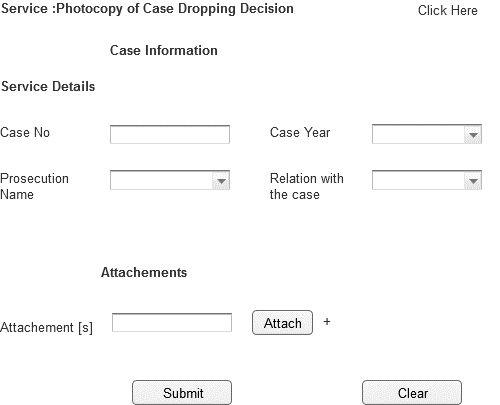 Service :Photocopy of Case Dropping Decision
Click Here
Case Information
Service Details
Case No
Case Year
Prosecution
Name
Relation with
the case
Attachements
Attachement [s]
Attach
+
Submit
Clear